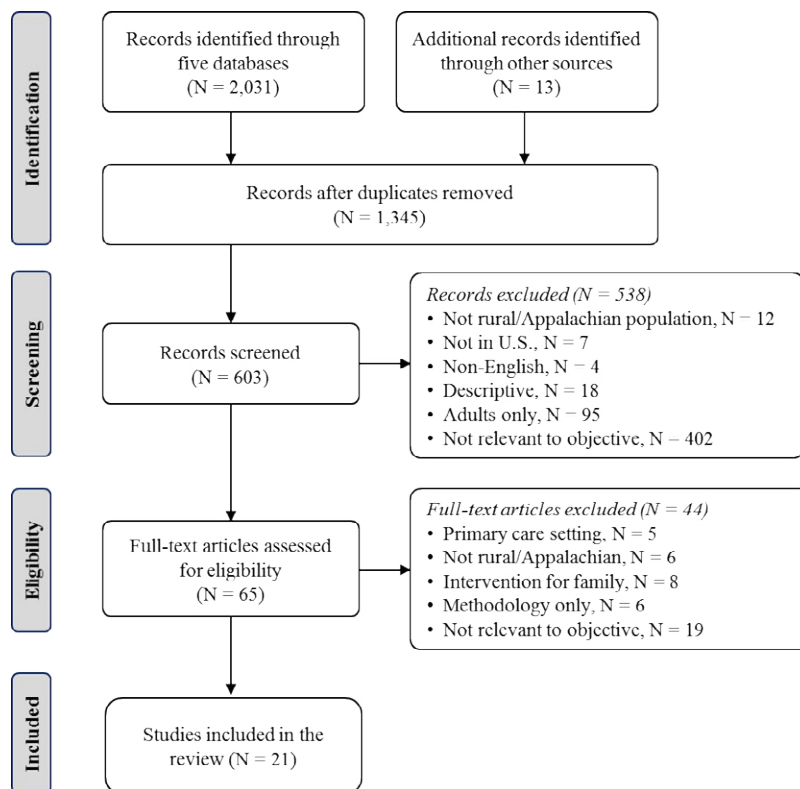 Identification
Records identified through
five databases
(N = 2,031)
Additional records identified
through other sources
(N = 13)
Records after duplicates removed
(N = 1,345)
Screening
Records screened
(N = 603)
Records excluded (N = 538)
• Not rural/Appalachian population, N = 12
• Not in U.S., N = 7
• Non-English, N = 4
• Descriptive, N = 18
• Adults only, N = 95
• Not relevant to objective, N = 402
Eligibility
Full-text articles assessed
for eligibility
(N = 65)
Full-text articles excluded (N = 44)
• Primary care setting, N = 5
• Not rural/Appalachian, N = 6
• Intervention for family, N = 8
• Methodology only, N = 6
• Not relevant to objective, N = 19
Included
Studies included in the
review (N = 21)